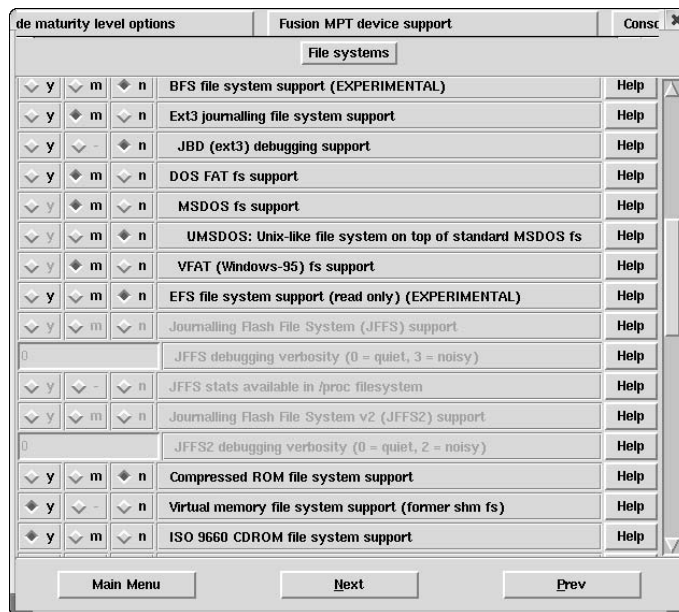 de maturity level options Fusion MPT device support Consc
File systems
y m n BFS file system support (EXPERIMENTAL) Help
y m n Ext3 journalling file system support Help
y - n JBD (ext3) debugging support Help
y m n DOS FAT fs support Help
y m n MSDOS fs support Help
y m n UMSDOS: Unix-like file system on top of standard MSDOS fs Help
y m n VFAT (Windows-95) fs support Help
y m n EFS file system support (read only) (EXPERIMENTAL) Help
y m n Journalling Flash File System (JFFS) support Help
0 JFFS debugging verbosity (0 = quiet, 3 = noisy) Help
y - n JFFS stats available in /proc filesystem Help
y m n Journalling Flash File System v2 (JFFS2) support Help
0 JFFS2 debugging verbosity (0 = quiet, 2 = noisy) Help
y m n Compressed ROM file system support Help
y - n Virtual memory file system support (former shm fs) Help
y m n ISO 9660 CDROM file system support Help
Main Menu Next Prev